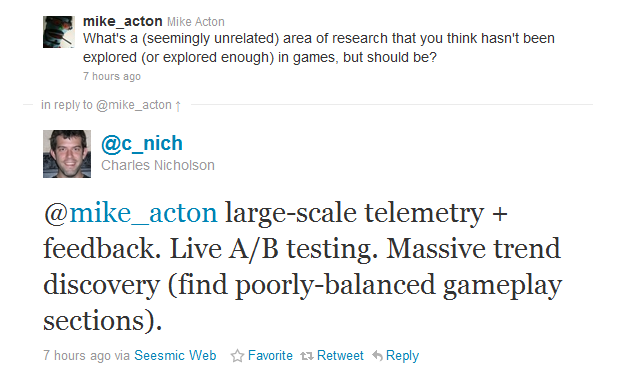 mike_acton Mike Acton
What's a (seemingly unrelated) area of research that you think hasn't been
explored (or explored enough) in games, but should be?
7 hours ago
in reply to @mike_acton ↑
@c_nich
Charles Nicholson
@mike_acton large-scale telemetry +
feedback. Live A/B testing. Massive trend
discovery (find poorly-balanced gameplay
sections).
7 hours ago via Seesmic Web Favorite Retweet Reply